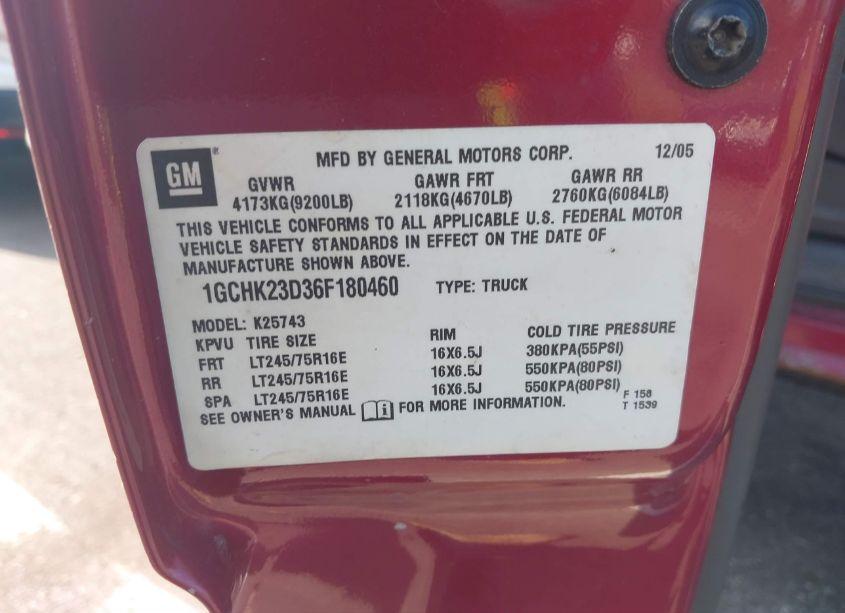 GM
MFD BY GENERAL MOTORS CORP. 12/05
GVWR GAWR FRT GAWR RR
4173KG(9200LB) 2118KG(4670LB) 2760KG(6084LB)
THIS VEHICLE CONFORMS TO ALL APPLICABLE U.S. FEDERAL MOTOR
VEHICLE SAFETY STANDARDS IN EFFECT ON THE DATE OF
MANUFACTURE SHOWN ABOVE.
1GCHK23D36F180460 TYPE: TRUCK
MODEL: K25743
KPVU TIRE SIZE RIM COLD TIRE PRESSURE
FRT LT245/75R16E 16X6.5J 380KPA(55PSI)
RR LT245/75R16E 16X6.5J 550KPA(80PSI)
SPA LT245/75R16E 16X6.5J 550KPA(80PSI)
SEE OWNER'S MANUAL i FOR MORE INFORMATION.
F 158
T 1539